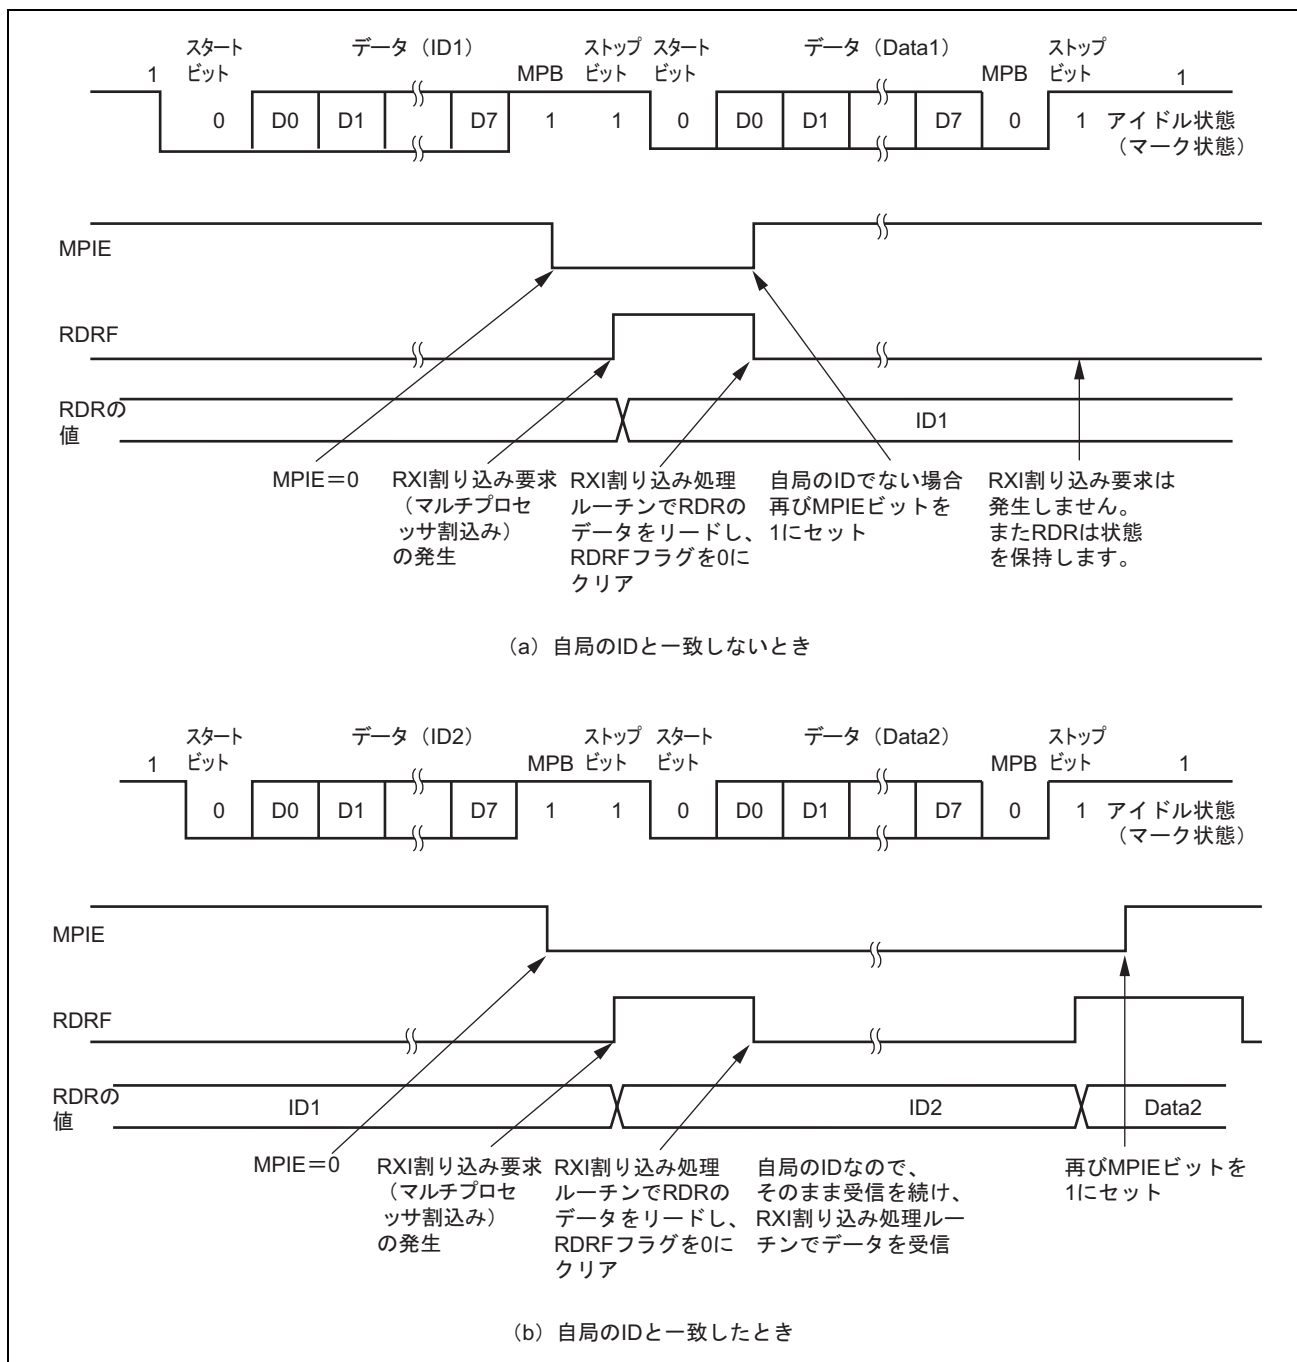 スタート データ（ID1） ストップ スタート データ（Data1） ストップ
1 ビット MPB ビット ビット MPB ビット 1
0 D0 D1 D7 1 1 0 D0 D1 D7 0 1 アイドル状態
（マーク状態）
MPIE
RDRF
RDRの
値
ID1
MPIE＝0
RXI割り込み要求
（マルチプロセ
ッサ割込み）
の発生
RXI割り込み処理
ルーチンでRDRの
データをリードし、
RDRFフラグを0に
クリア
自局のIDでない場合
再びMPIEビットを
1にセット
RXI割り込み要求は
発生しません。
またRDRは状態
を保持します。
（a）自局のIDと一致しないとき
スタート データ（ID2） ストップ スタート データ（Data2） ストップ
1 ビット MPB ビット ビット MPB ビット 1
0 D0 D1 D7 1 1 0 D0 D1 D7 0 1 アイドル状態
（マーク状態）
MPIE
RDRF
RDRの
値
ID1 ID2 Data2
MPIE＝0
RXI割り込み要求
（マルチプロセ
ッサ割込み）
の発生
RXI割り込み処理
ルーチンでRDRの
データをリードし、
RDRFフラグを0に
クリア
自局のIDなので、
そのまま受信を続け、
RXI割り込み処理ルー
チンでデータを受信
再びMPIEビットを
1にセット
（b）自局のIDと一致したとき